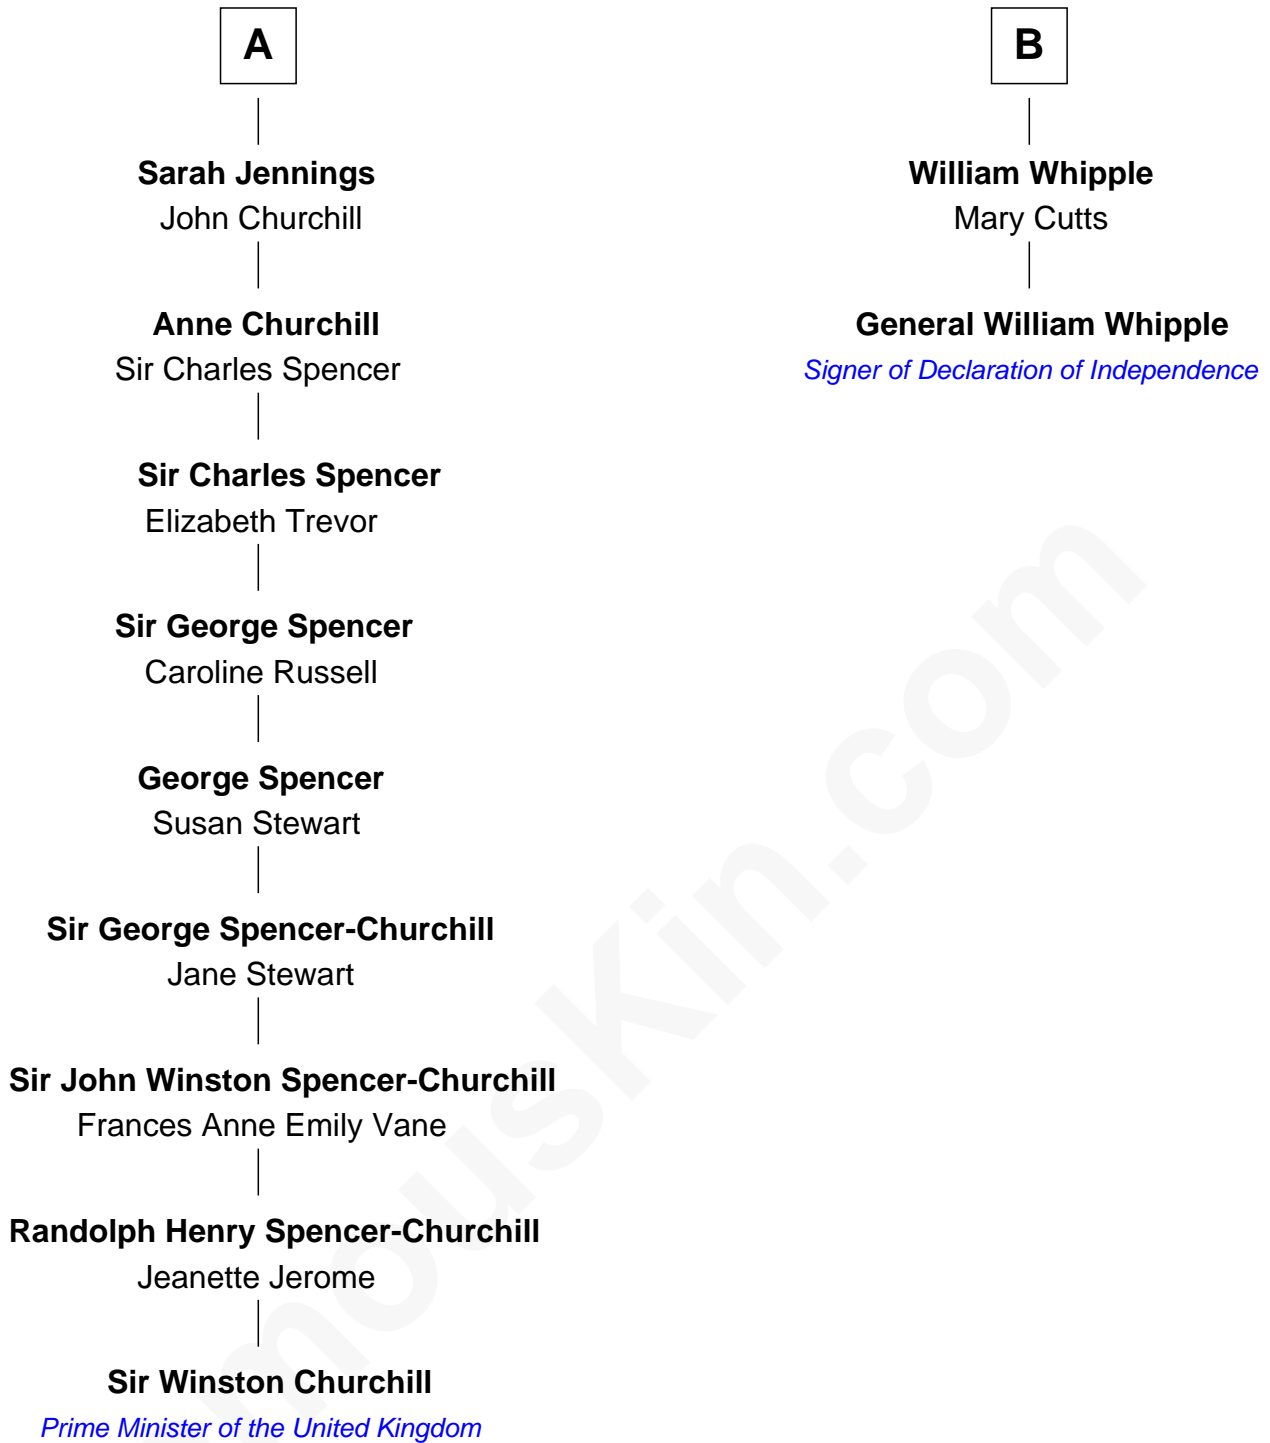 A
Sarah Jennings
John Churchill
Anne Churchill
Sir Charles Spencer
Sir Charles Spencer
Elizabeth Trevor
Sir George Spencer
Caroline Russell
George Spencer
Susan Stewart
Sir George Spencer-Churchill
Jane Stewart
Sir John Winston Spencer-Churchill
Frances Anne Emily Vane
Randolph Henry Spencer-Churchill
Jeanette Jerome
Sir Winston Churchill
Prime Minister of the United Kingdom
B
William Whipple
Mary Cutts
General William Whipple
Signer of Declaration of Independence
mousKin.com